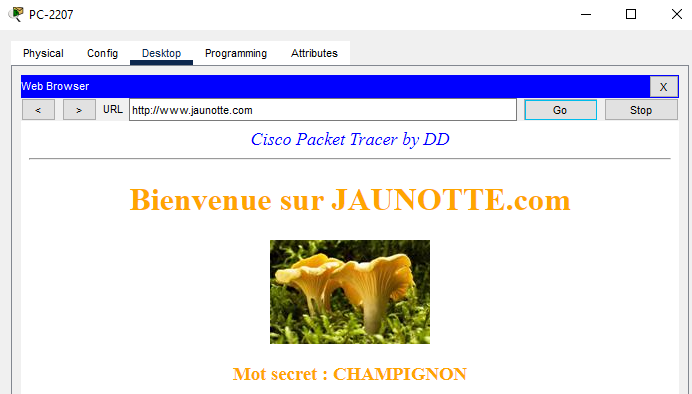 PC-2207
Physical Config Desktop Programming Attributes
Web Browser X
< > URL http://www.jaunotte.com Go Stop
Cisco Packet Tracer by DD
Bienvenue sur JAUNOTTE.com
Mot secret : CHAMPIGNON